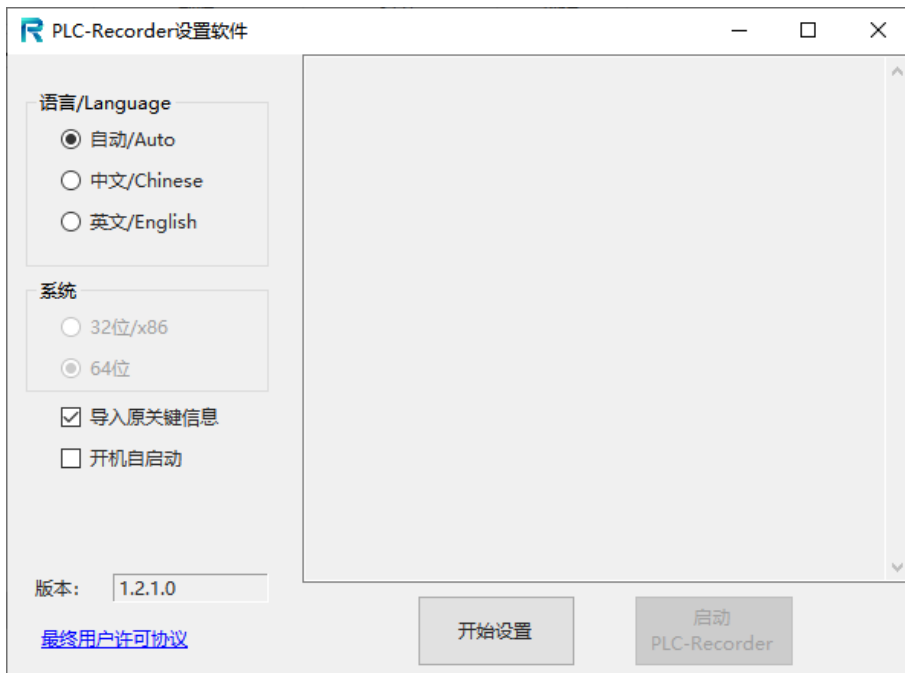 PLC-Recorder设置软件
语言/Language
自动/Auto
中文/Chinese
英文/English
系统
32位/x86
64位
导入原关键信息
开机自启动
版本： 1.2.1.0
最终用户许可协议
开始设置
启动
PLC-Recorder